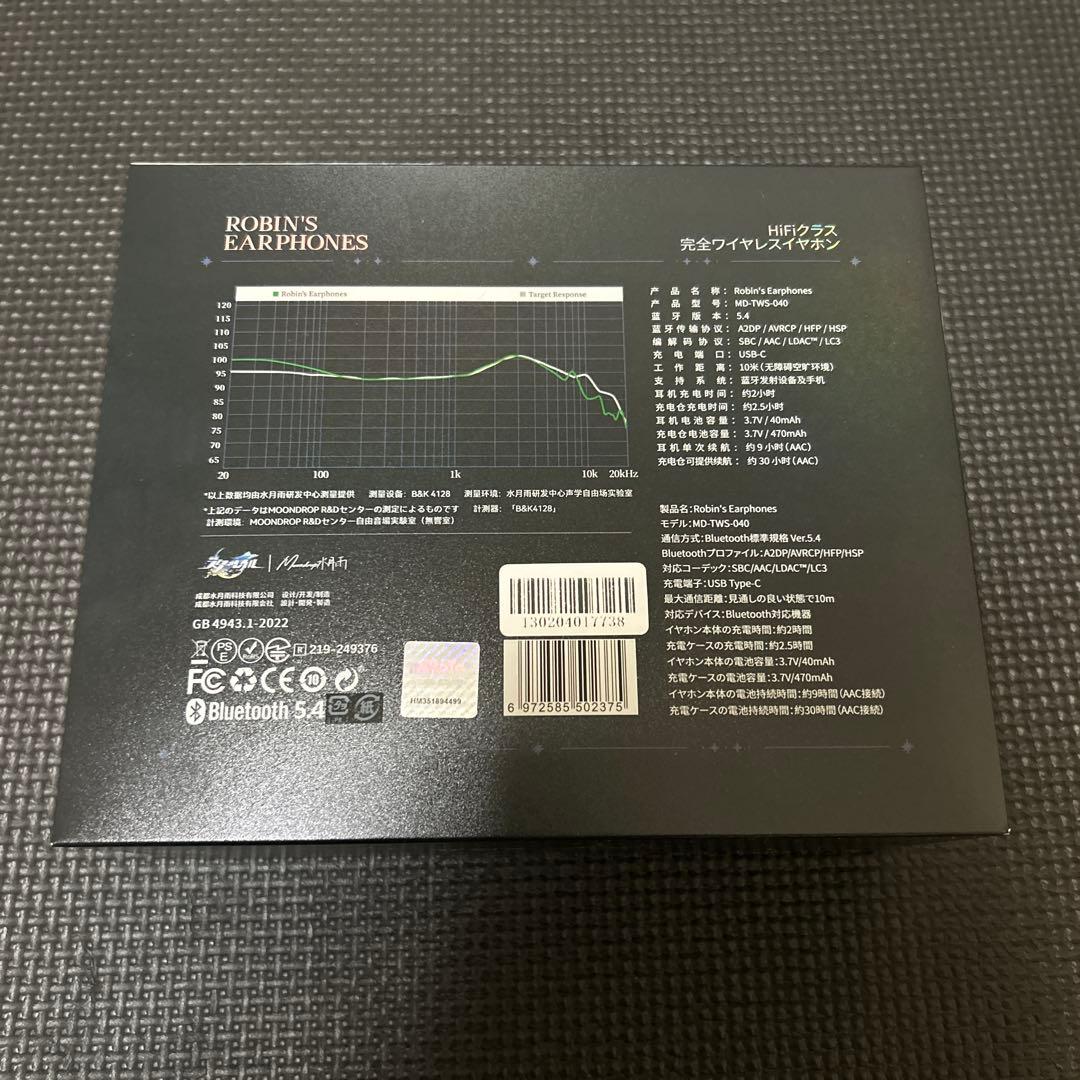 ROBIN'S
EARPHONES
HiFiクラス
完全ワイヤレスイヤホン
Robin's Earphones
Target Response
120
115
110
105
100
95
90
85
80
75
70
65
20
100
1k
10k
20kHz
*以上数据均由水月雨研发中心测量提供 测量设备: B&K 4128 测量环境: 水月雨研发中心声学自由场实验室
*上記のデータはMOONDROP R&Dセンターの測定によるものです 計測器: 「B&K4128」
計測環境: MOONDROP R&Dセンター自由音場実験室（無響室）
产品名称: Robin's Earphones
产品型号: MD-TWS-040
蓝牙版本: 5.4
蓝牙传输协议: A2DP / AVRCP / HFP / HSP
编解码协议: SBC / AAC / LDAC™ / LC3
充电端口: USB-C
工作距离: 10米（无障碍空旷环境）
支持系统: 蓝牙发射设备及手机
耳机充电时间: 约2小时
充电仓充电时间: 约2.5小时
耳机电池容量: 3.7V / 40mAh
充电仓电池容量: 3.7V / 470mAh
耳机单次续航: 约 9 小时（AAC）
充电仓可提供续航: 约 30 小时（AAC）
製品名:Robin's Earphones
モデル:MD-TWS-040
通信方式:Bluetooth標準規格 Ver.5.4
Bluetoothプロファイル:A2DP/AVRCP/HFP/HSP
対応コーデック:SBC/AAC/LDAC™/LC3
充電端子:USB Type-C
最大通信距離:見通しの良い状態で10m
対応デバイス:Bluetooth対応機器
イヤホン本体の充電時間:約2時間
充電ケースの充電時間:約2.5時間
イヤホン本体の電池容量:3.7V/40mAh
充電ケースの電池容量:3.7V/470mAh
イヤホン本体の電池持続時間:約9時間（AAC接続）
充電ケースの電池持続時間:約30時間（AAC接続）
Moondrop水月雨
成都水月雨科技有限公司 设计/开发/制造
成都水月雨科技有限会社 設計·開発·製造
GB 4943.1-2022
PS
E
R 219-249376
FC CE 10
Bluetooth 5.4
プラ
紙
HM351894499
130204017738
6 972585 502375